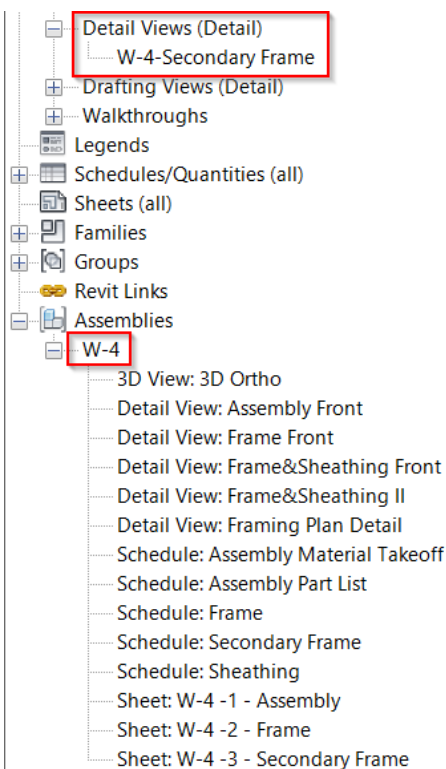 Detail Views (Detail)
W-4-Secondary Frame
Drafting Views (Detail)
Walkthroughs
Legends
Schedules/Quantities (all)
Sheets (all)
Families
Groups
Revit Links
Assemblies
W-4
3D View: 3D Ortho
Detail View: Assembly Front
Detail View: Frame Front
Detail View: Frame&Sheathing Front
Detail View: Frame&Sheathing II
Detail View: Framing Plan Detail
Schedule: Assembly Material Takeoff
Schedule: Assembly Part List
Schedule: Frame
Schedule: Secondary Frame
Schedule: Sheathing
Sheet: W-4 -1 - Assembly
Sheet: W-4 -2 - Frame
Sheet: W-4 -3 - Secondary Frame